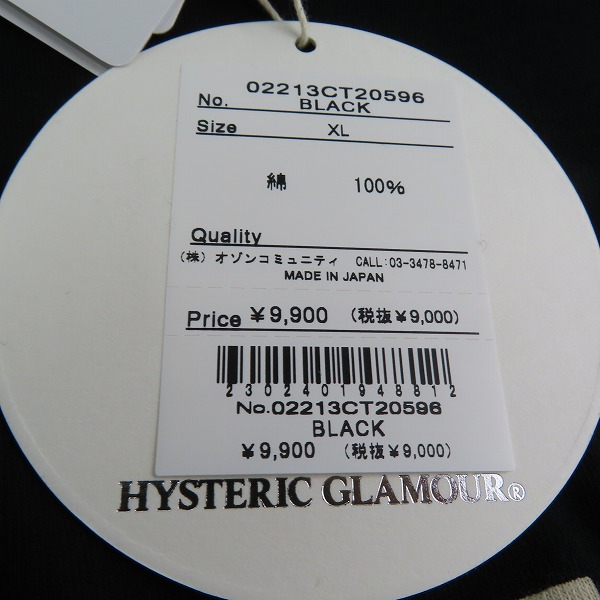 02213CT20596
No. BLACK
Size XL
綿 100%
Quality
(株) オゾンコミュニティ CALL:03-3478-8471
MADE IN JAPAN
Price ¥9,900 (税抜¥9,000)
2302401948812
No.02213CT20596
BLACK
¥9,900 (税抜¥9,000)
HYSTERIC GLAMOUR®